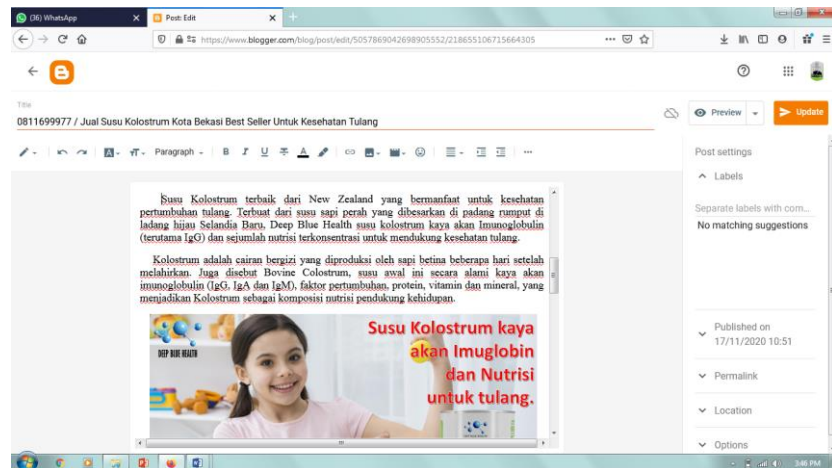 (36) WhatsApp
Post: Edit
https://www.blogger.com/blog/post/edit/5057869042698905552/218655106715664305
Title
0811699977 / Jual Susu Kolostrum Kota Bekasi Best Seller Untuk Kesehatan Tulang
Preview
Update
Paragraph
B I U A
Post settings
Labels
Separate labels with com...
No matching suggestions
Susu Kolostrum terbaik dari New Zealand yang bermanfaat untuk kesehatan
pertumbuhan tulang. Terbuat dari susu sapi perah yang dibesarkan di padang rumput di
ladang hijau Selandia Baru, Deep Blue Health susu kolostrum kaya akan Imunoglobulin
(terutama IgG) dan sejumlah nutrisi terkonsentrasi untuk mendukung kesehatan tulang.
Kolostrum adalah cairan bergizi yang diproduksi oleh sapi betina beberapa hari setelah
melahirkan. Juga disebut Bovine Colostrum, susu awal ini secara alami kaya akan
imunoglobulin (IgG, IgA dan IgM), faktor pertumbuhan, protein, vitamin dan mineral, yang
menjadikan Kolostrum sebagai komposisi nutrisi pendukung kehidupan.
DEEP BLUE HEALTH
Susu Kolostrum kaya
akan Imuglobin
dan Nutrisi
untuk tulang.
Published on
17/11/2020 10:51
Permalink
Location
Options
3:46 PM